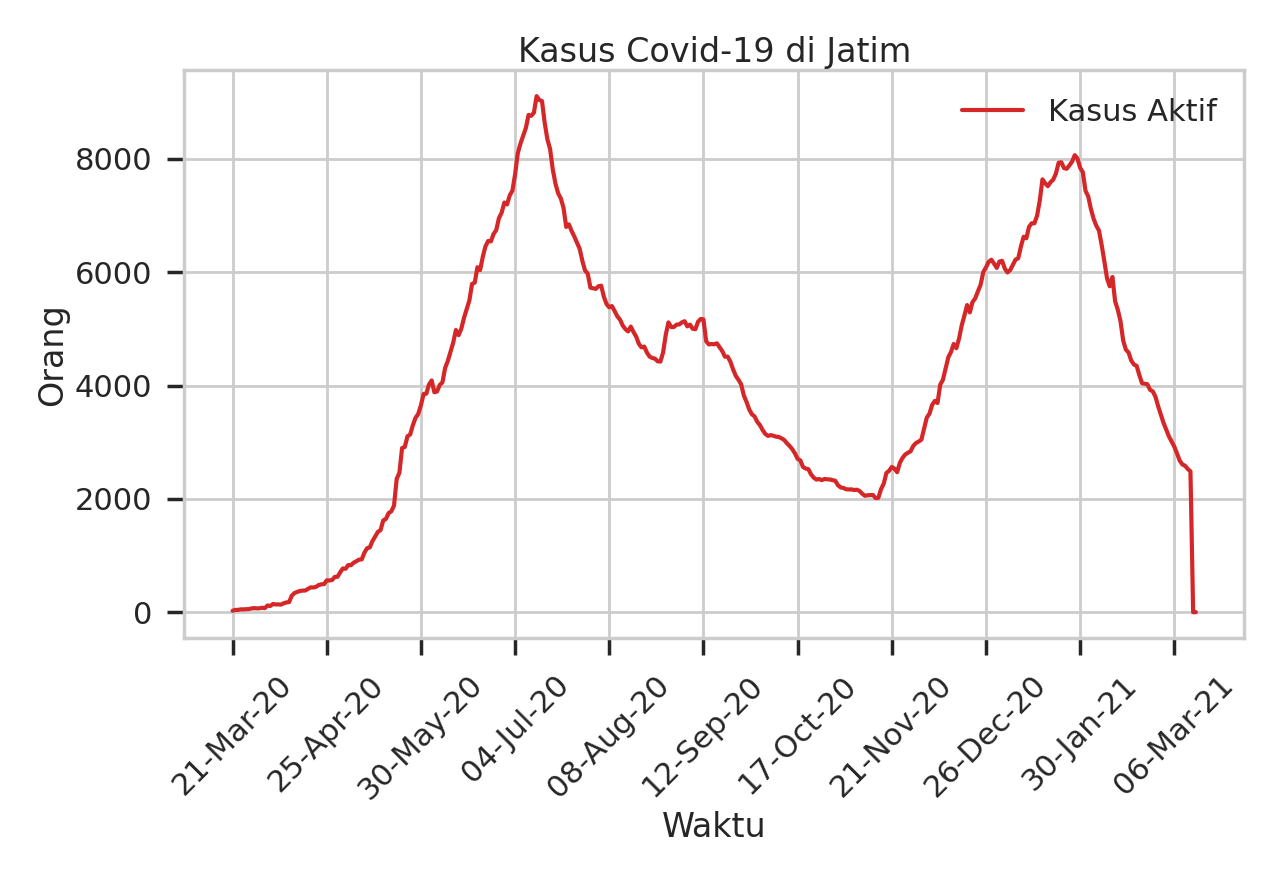 Kasus Covid-19 di Jatim
Kasus Aktif
Orang
8000
6000
4000
2000
0
21-Mar-20
25-Apr-20
30-May-20
04-Jul-20
08-Aug-20
12-Sep-20
17-Oct-20
21-Nov-20
26-Dec-20
30-Jan-21
06-Mar-21
Waktu